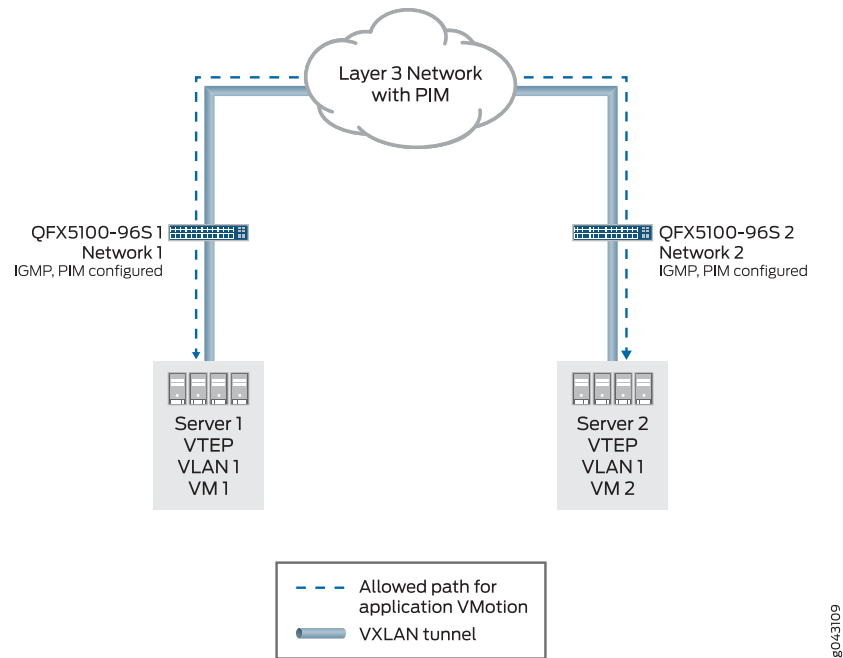 Layer 3 Network
with PIM
QFX5100-96S 1
Network 1
IGMP, PIM configured
QFX5100-96S 2
Network 2
IGMP, PIM configured
Server 1
VTEP
VLAN 1
VM 1
Server 2
VTEP
VLAN 1
VM 2
Allowed path for
application VMotion
VXLAN tunnel
g043109